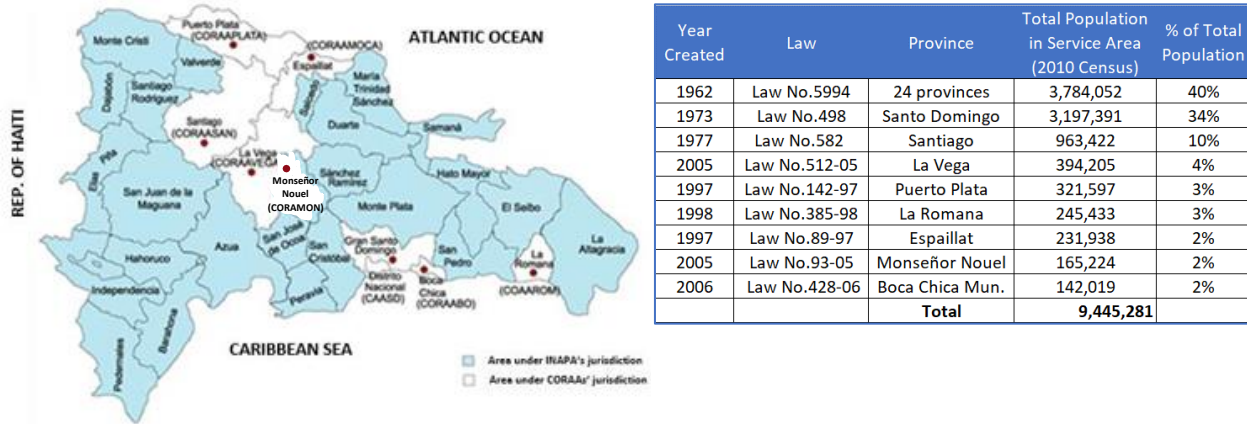 Puerto Plata
(CORAAPLATA)
(CORAAMOCA)
ATLANTIC OCEAN
Monte Cristi
Valverde
Espaillat
María
Trinidad
Sánchez
Dajabón
Santiago
Rodríguez
Salcedo
Santiago
(CORAASAN)
Duarte
Samaná
La Vega
(CORAAVEGA)
REP. OF HAITI
Elías Piña
Monseñor
Nouel
(CORAMON)
Sánchez
Ramírez
Hato Mayor
San Juan de la
Maguana
Monte Plata
El Seibo
San José
de Ocoa
Azua
San
Cristóbal
Gran Santo
Domingo
San
Pedro
La
Romana
La
Altagracia
Hahoruco
Distrito
Nacional
(CAASD)
Boca
Chica
(CORAABO)
(COAAROM)
Independencia
Peravia
Barahona
Pedernales
CARIBBEAN SEA
Area under INAPA's jurisdiction
Area under CORAAs' jurisdiction
Year Created Law Province Total Population in Service Area (2010 Census) % of Total Population
1962 Law No.5994 24 provinces 3,784,052 40%
1973 Law No.498 Santo Domingo 3,197,391 34%
1977 Law No.582 Santiago 963,422 10%
2005 Law No.512-05 La Vega 394,205 4%
1997 Law No.142-97 Puerto Plata 321,597 3%
1998 Law No.385-98 La Romana 245,433 3%
1997 Law No.89-97 Espaillat 231,938 2%
2005 Law No.93-05 Monseñor Nouel 165,224 2%
2006 Law No.428-06 Boca Chica Mun. 142,019 2%
Total 9,445,281